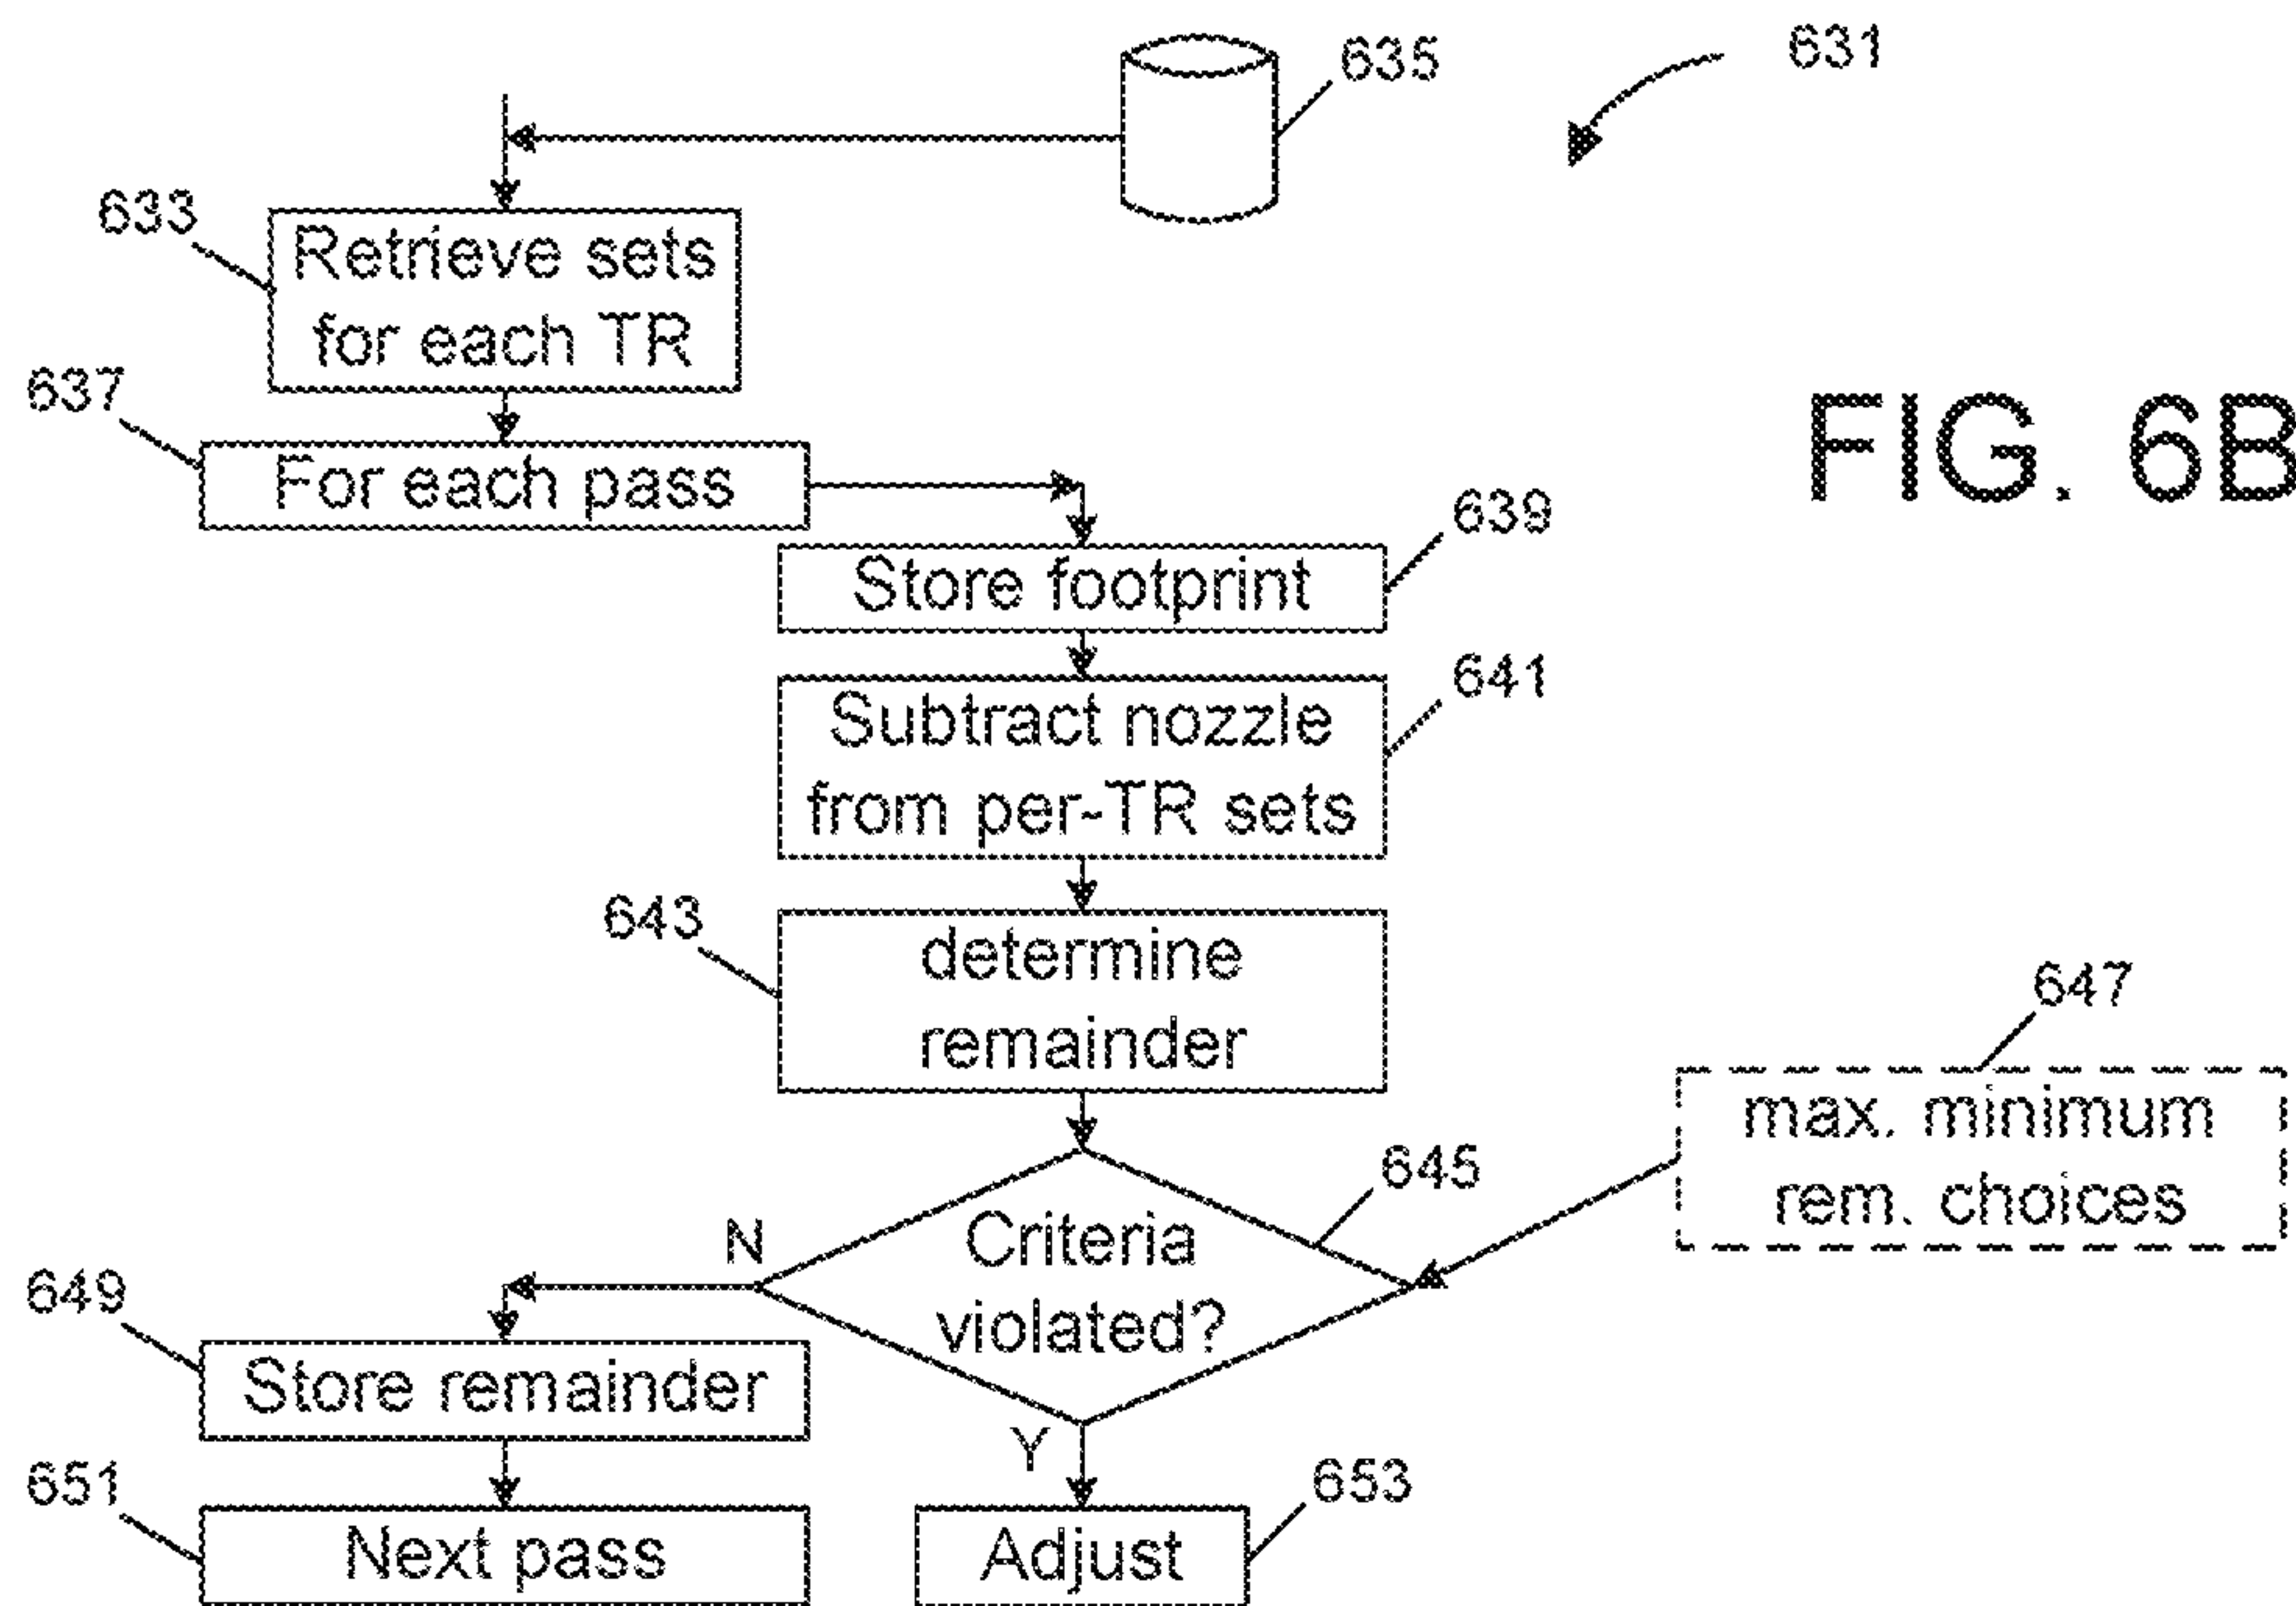 635
631
633
Retrieve sets
for each TR
637
For each pass
FIG. 6B
639
Store footprint
641
Subtract nozzle
from per-TR sets
643
determine
remainder
647
max. minimum
rem. choices
645
N
Criteria
violated?
649
Store remainder
Y
651
Next pass
653
Adjust